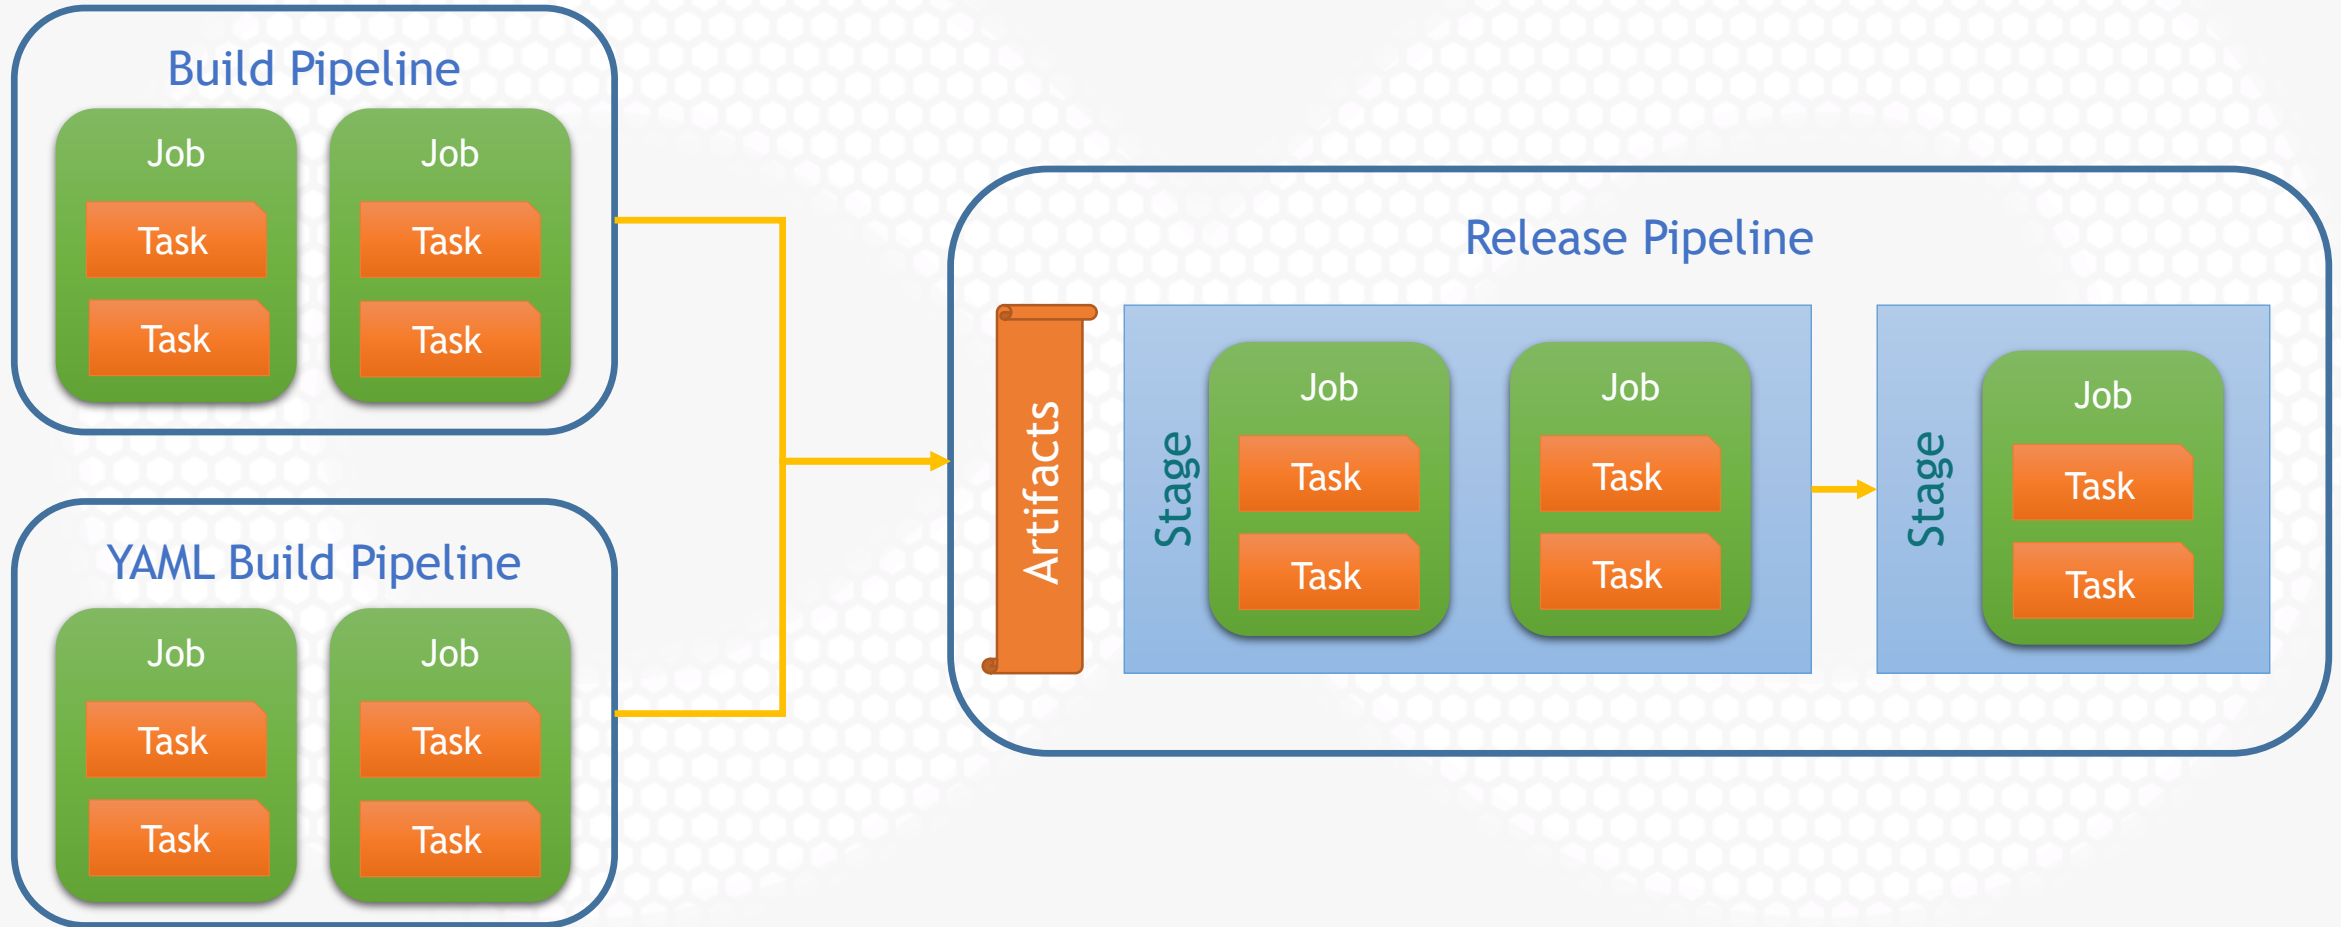 Build Pipeline
Job
Task
Task
Job
Task
Task
YAML Build Pipeline
Job
Task
Task
Job
Task
Task
Release Pipeline
Artifacts
Stage
Job
Task
Task
Job
Task
Task
Stage
Job
Task
Task